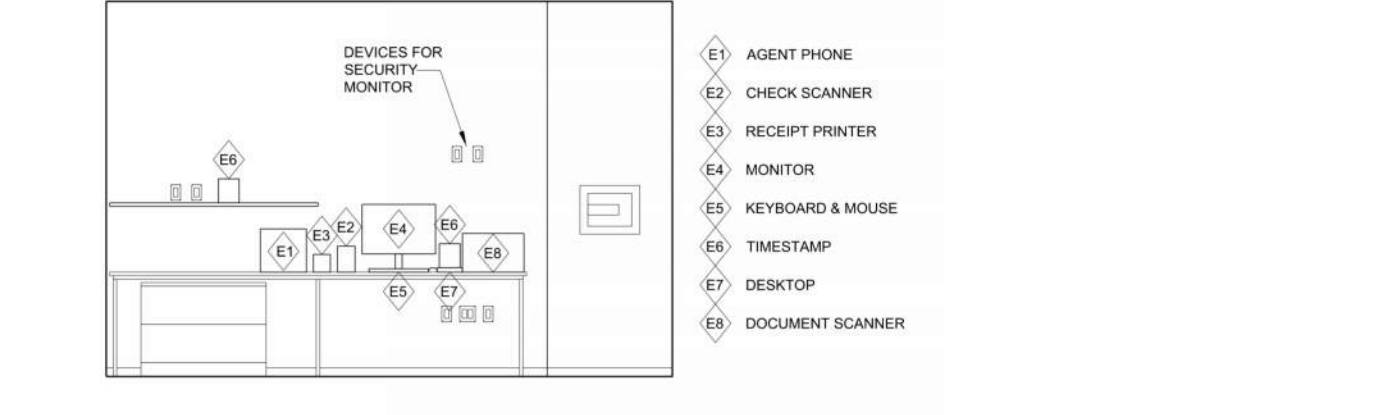 DEVICES FOR
SECURITY
MONITOR
E6
E1
E3
E2
E4
E6
E8
E5
E7
E1 AGENT PHONE
E2 CHECK SCANNER
E3 RECEIPT PRINTER
E4 MONITOR
E5 KEYBOARD & MOUSE
E6 TIMESTAMP
E7 DESKTOP
E8 DOCUMENT SCANNER